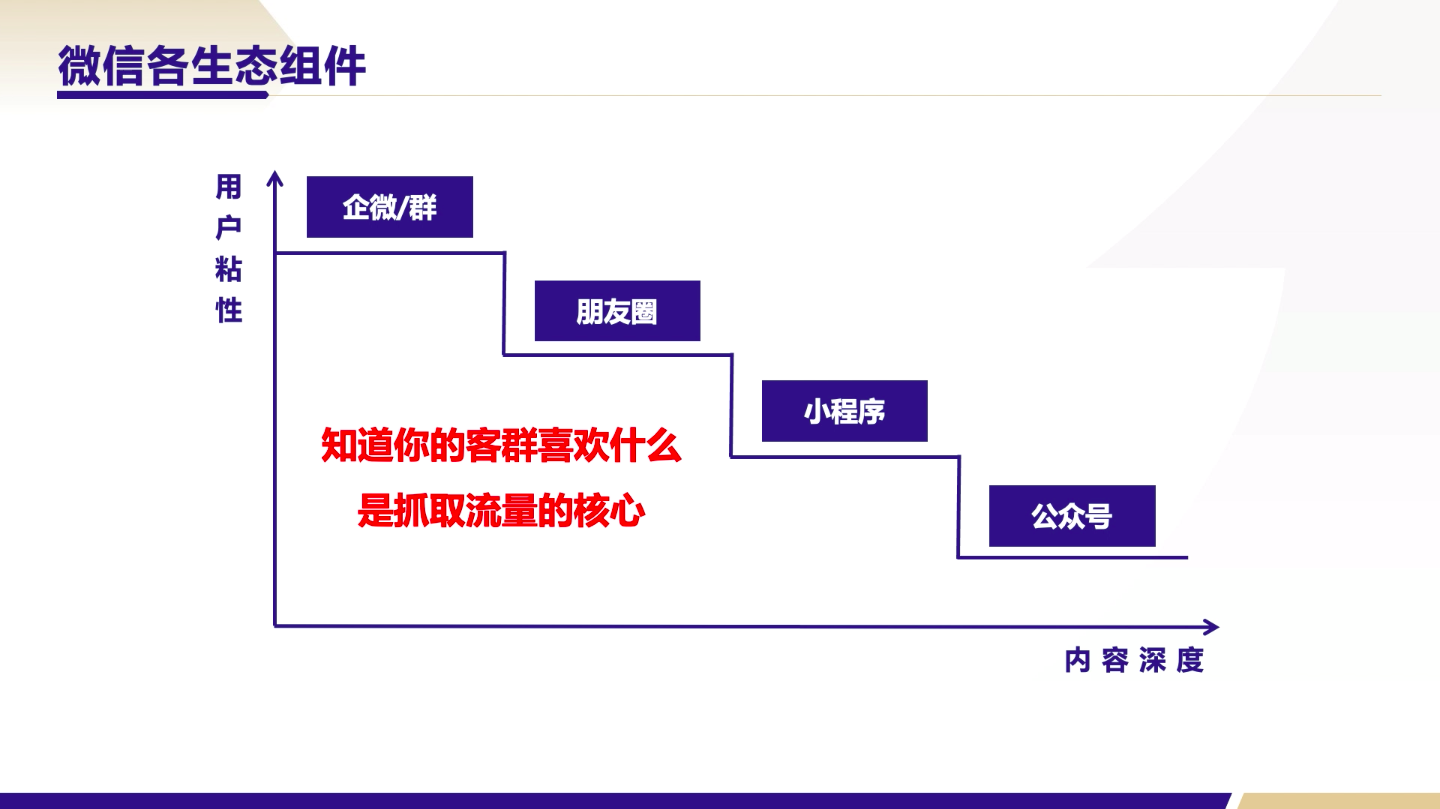 微信各生态组件
用户粘性
企微/群
朋友圈
小程序
知道你的客群喜欢什么
是抓取流量的核心
公众号
内容深度